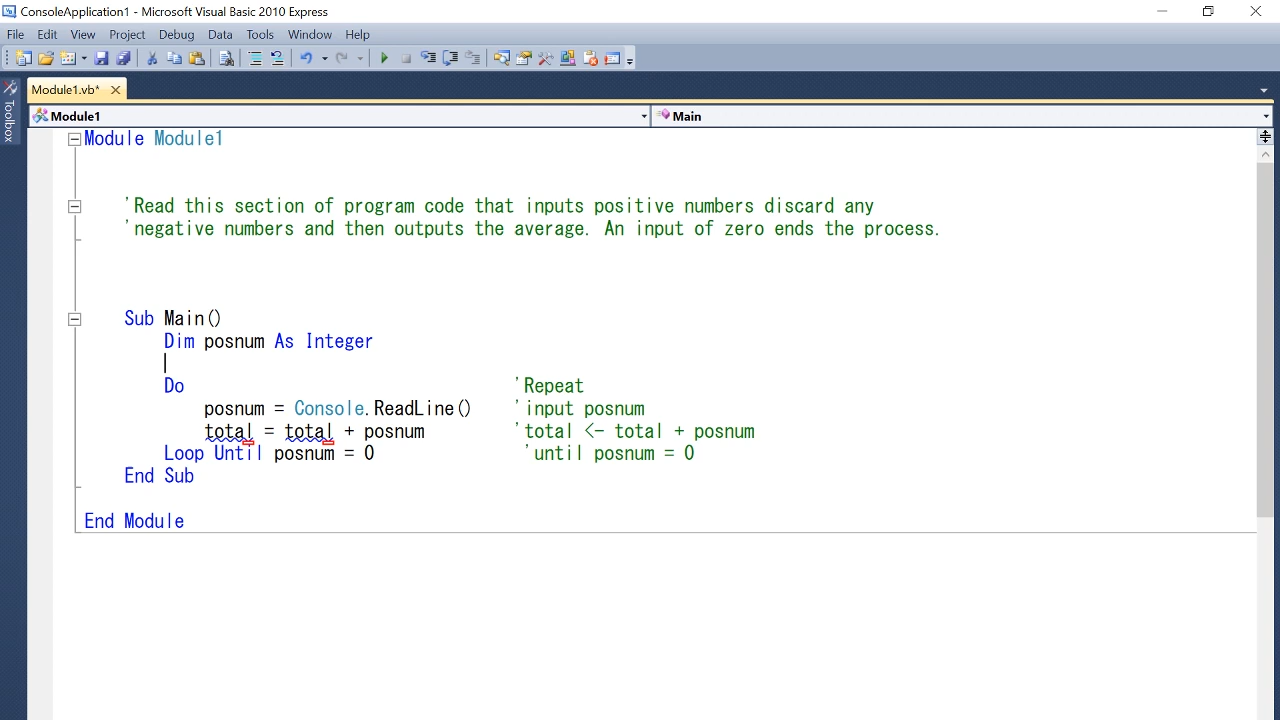 ConsoleApplication1 - Microsoft Visual Basic 2010 Express
File Edit View Project Debug Data Tools Window Help
Module1.vb*
Toolbox
Module1 Main
Module Module1
'Read this section of program code that inputs positive numbers discard any
'negative numbers and then outputs the average. An input of zero ends the process.
Sub Main()
Dim posnum As Integer
Do 'Repeat
posnum = Console.ReadLine() 'input posnum
total = total + posnum 'total <- total + posnum
Loop Until posnum = 0 'until posnum = 0
End Sub
End Module